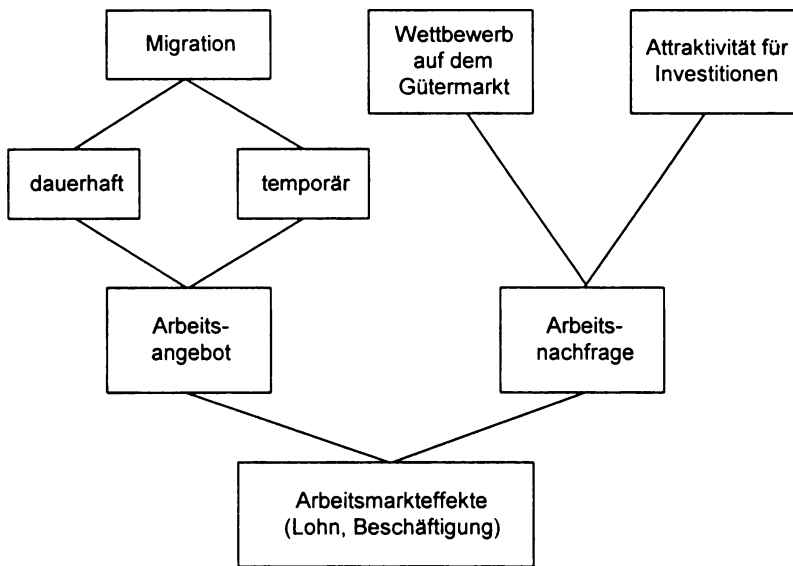 Migration
Wettbewerb
auf dem
Gütermarkt
Attraktivität für
Investitionen
dauerhaft
temporär
Arbeits-
angebot
Arbeits-
nachfrage
Arbeitsmarkteffekte
(Lohn, Beschäftigung)